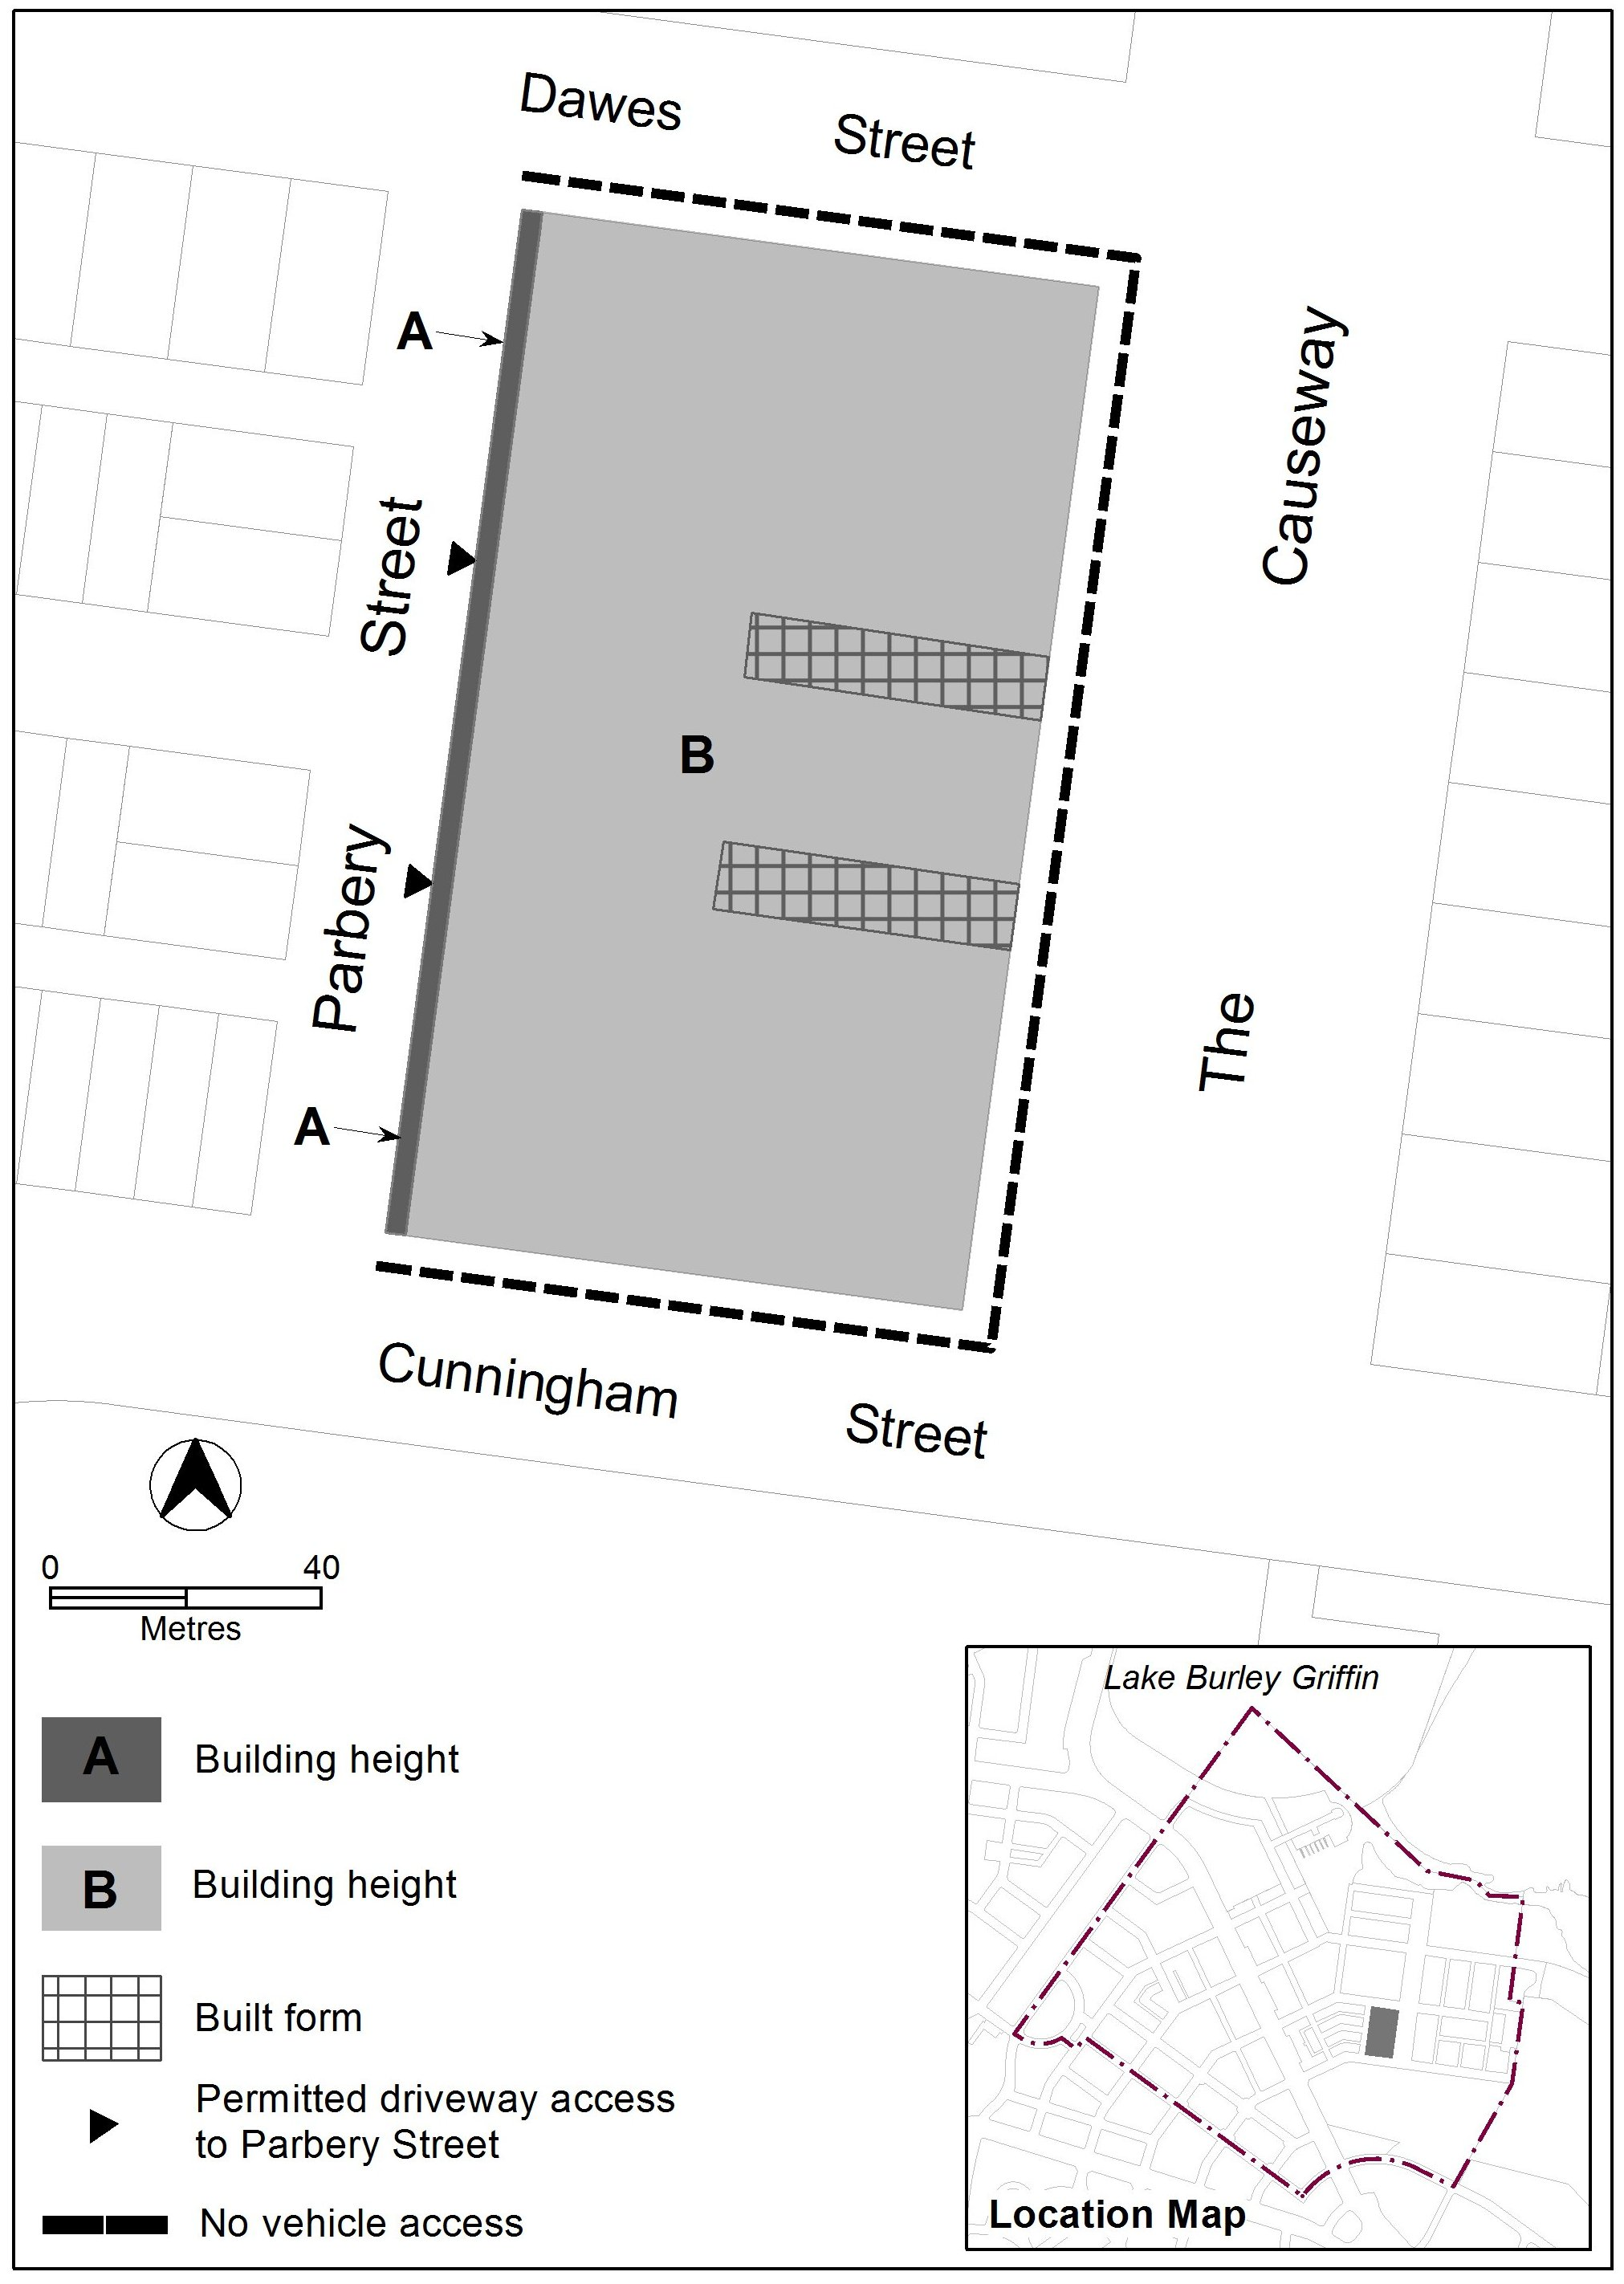 Dawes Street
A
Causeway
Street
B
Parbery
The
A
Cunningham Street
0 40
Metres
Lake Burley Griffin
A Building height
B Building height
Built form
Permitted driveway access
to Parbery Street
No vehicle access
Location Map